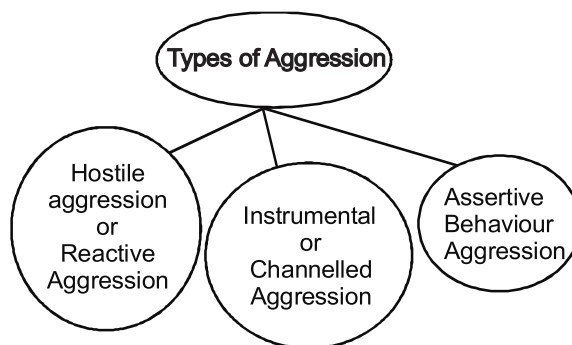 Types of Aggression
Hostile
aggression
or
Reactive
Aggression
Instrumental
or
Channelled
Aggression
Assertive
Behaviour
Aggression